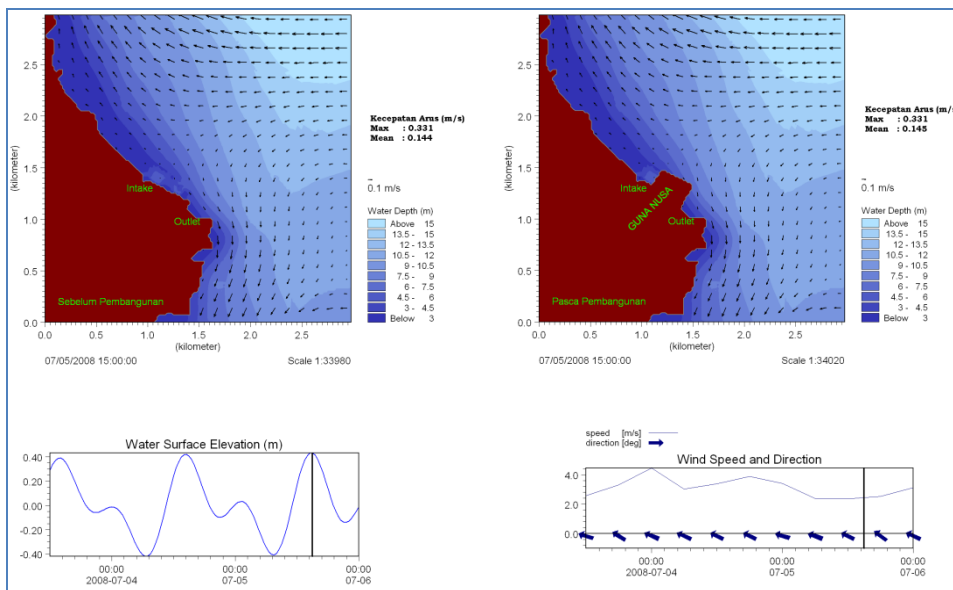 2.5
2.0
1.5
1.0
0.5
0.0
(kilometer)
0.0 0.5 1.0 1.5 2.0 2.5
(kilometer)
Intake
Outlet
Sebelum Pembangunan
07/05/2008 15:00:00 Scale 1:33980
Kecepatan Arus (m/s)
Max : 0.331
Mean : 0.144
0.1 m/s
Water Depth (m)
Above 15
13.5 - 15
12 - 13.5
10.5 - 12
9 - 10.5
7.5 - 9
6 - 7.5
4.5 - 6
3 - 4.5
Below 3
2.5
2.0
1.5
1.0
0.5
0.0
(kilometer)
0.0 0.5 1.0 1.5 2.0 2.5
(kilometer)
Intake
GUNA NUSA
Outlet
Pasca Pembangunan
07/05/2008 15:00:00 Scale 1:34020
Kecepatan Arus (m/s)
Max : 0.331
Mean : 0.145
0.1 m/s
Water Depth (m)
Above 15
13.5 - 15
12 - 13.5
10.5 - 12
9 - 10.5
7.5 - 9
6 - 7.5
4.5 - 6
3 - 4.5
Below 3
Water Surface Elevation (m)
0.40
0.20
0.00
-0.20
-0.40
00:00 00:00 00:00
2008-07-04 07-05 07-06
speed [m/s]
direction [deg]
Wind Speed and Direction
4.0
2.0
0.0
00:00 00:00 00:00
2008-07-04 07-05 07-06